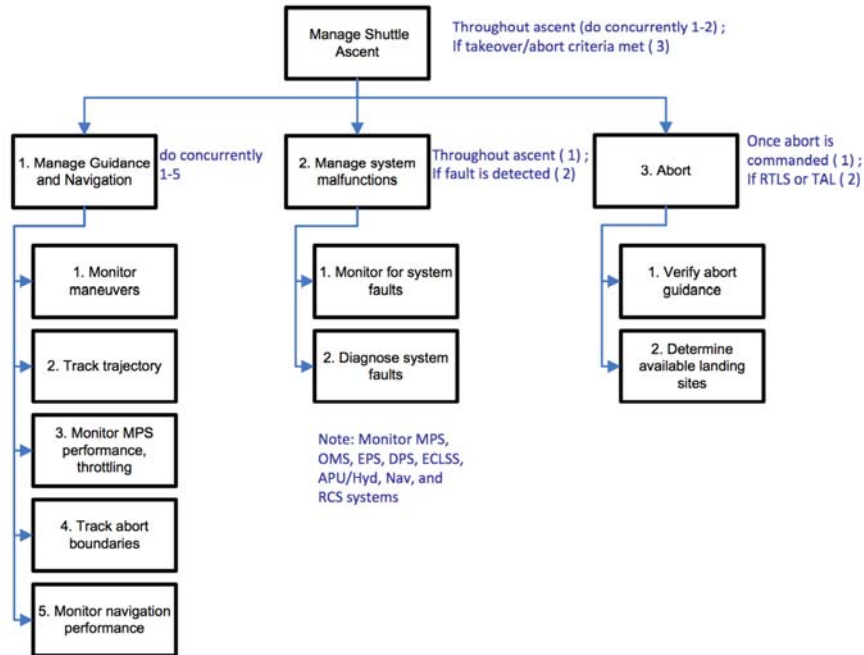 Manage Shuttle
Ascent
Throughout ascent (do concurrently 1-2) ;
If takeover/abort criteria met ( 3)
1. Manage Guidance
and Navigation
do concurrently
1-5
2. Manage system
malfunctions
Throughout ascent ( 1) ;
If fault is detected ( 2)
3. Abort
Once abort is
commanded ( 1) ;
If RTLS or TAL ( 2)
1. Monitor
maneuvers
2. Track trajectory
3. Monitor MPS
performance,
throttling
4. Track abort
boundaries
5. Monitor navigation
performance
1. Monitor for system
faults
2. Diagnose system
faults
Note: Monitor MPS,
OMS, EPS, DPS, ECLSS,
APU/Hyd, Nav, and
RCS systems
1. Verify abort
guidance
2. Determine
available landing
sites